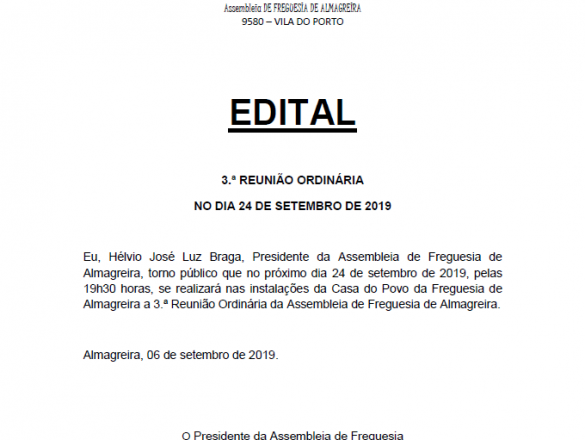 Assembleia DE FREGUESIA DE ALMAGREIRA
9580 – VILA DO PORTO
EDITAL
3.ª REUNIÃO ORDINÁRIA
NO DIA 24 DE SETEMBRO DE 2019
Eu, Hélvio José Luz Braga, Presidente da Assembleia de Freguesia de
Almagreira, torno público que no próximo dia 24 de setembro de 2019, pelas
19h30 horas, se realizará nas instalações da Casa do Povo da Freguesia de
Almagreira a 3.ª Reunião Ordinária da Assembleia de Freguesia de Almagreira.
Almagreira, 06 de setembro de 2019.
O Presidente da Assembleia de Freguesia